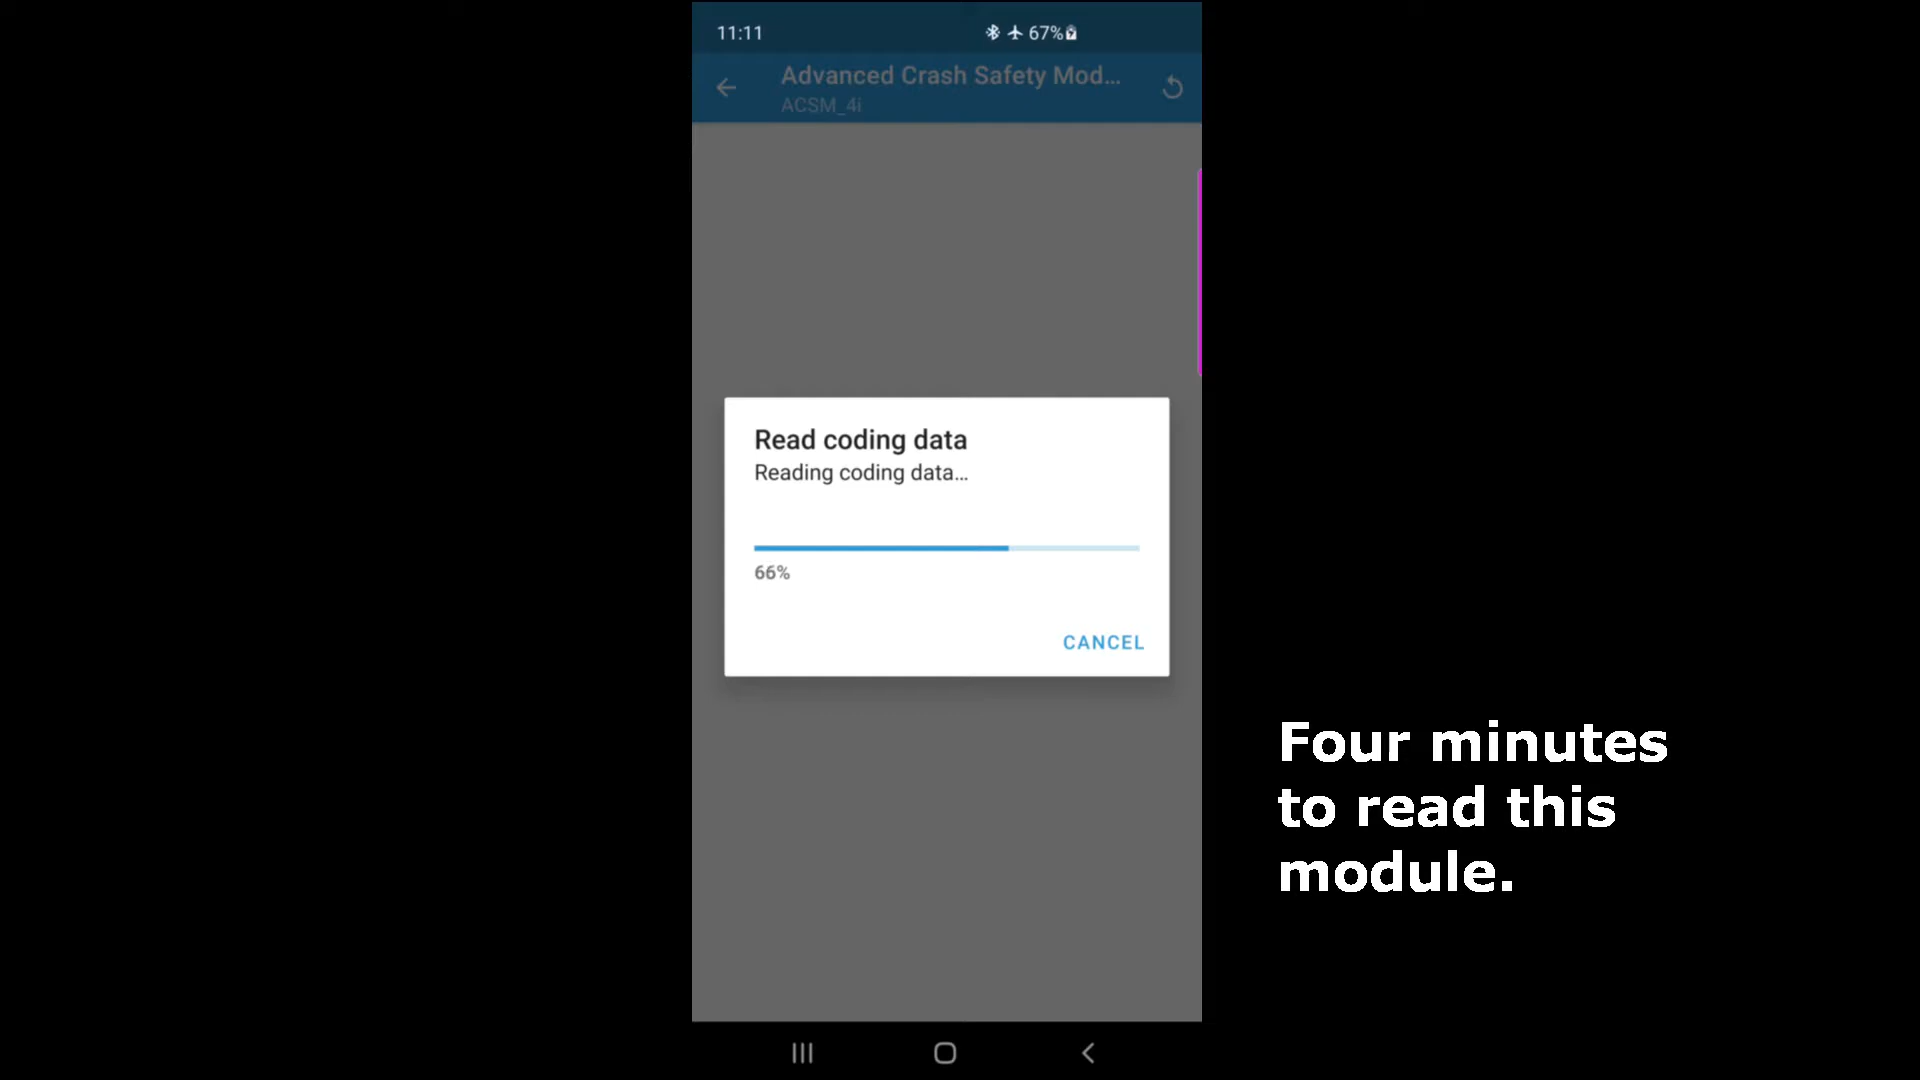 11:11
67%
Advanced Crash Safety Mod...
ACSM_4i
Read coding data
Reading coding data...
66%
CANCEL
Four minutes
to read this
module.